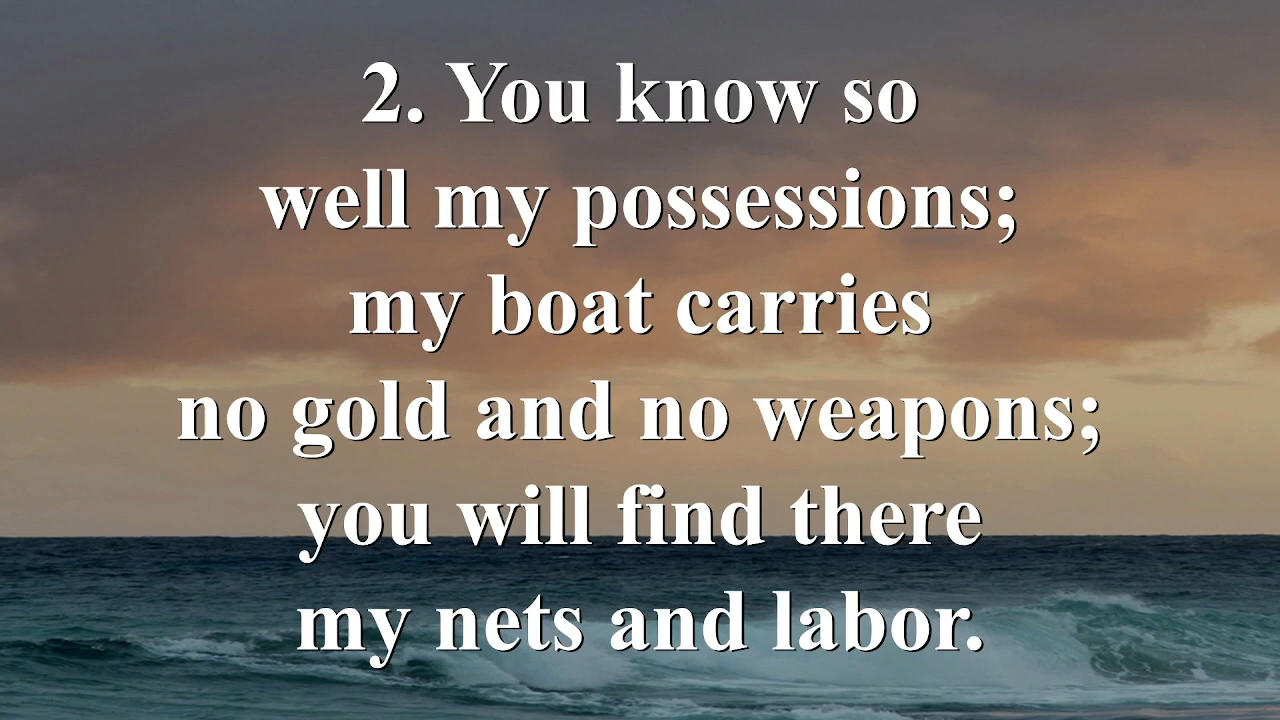 2. You know so
well my possessions;
my boat carries
no gold and no weapons;
you will find there
my nets and labor.